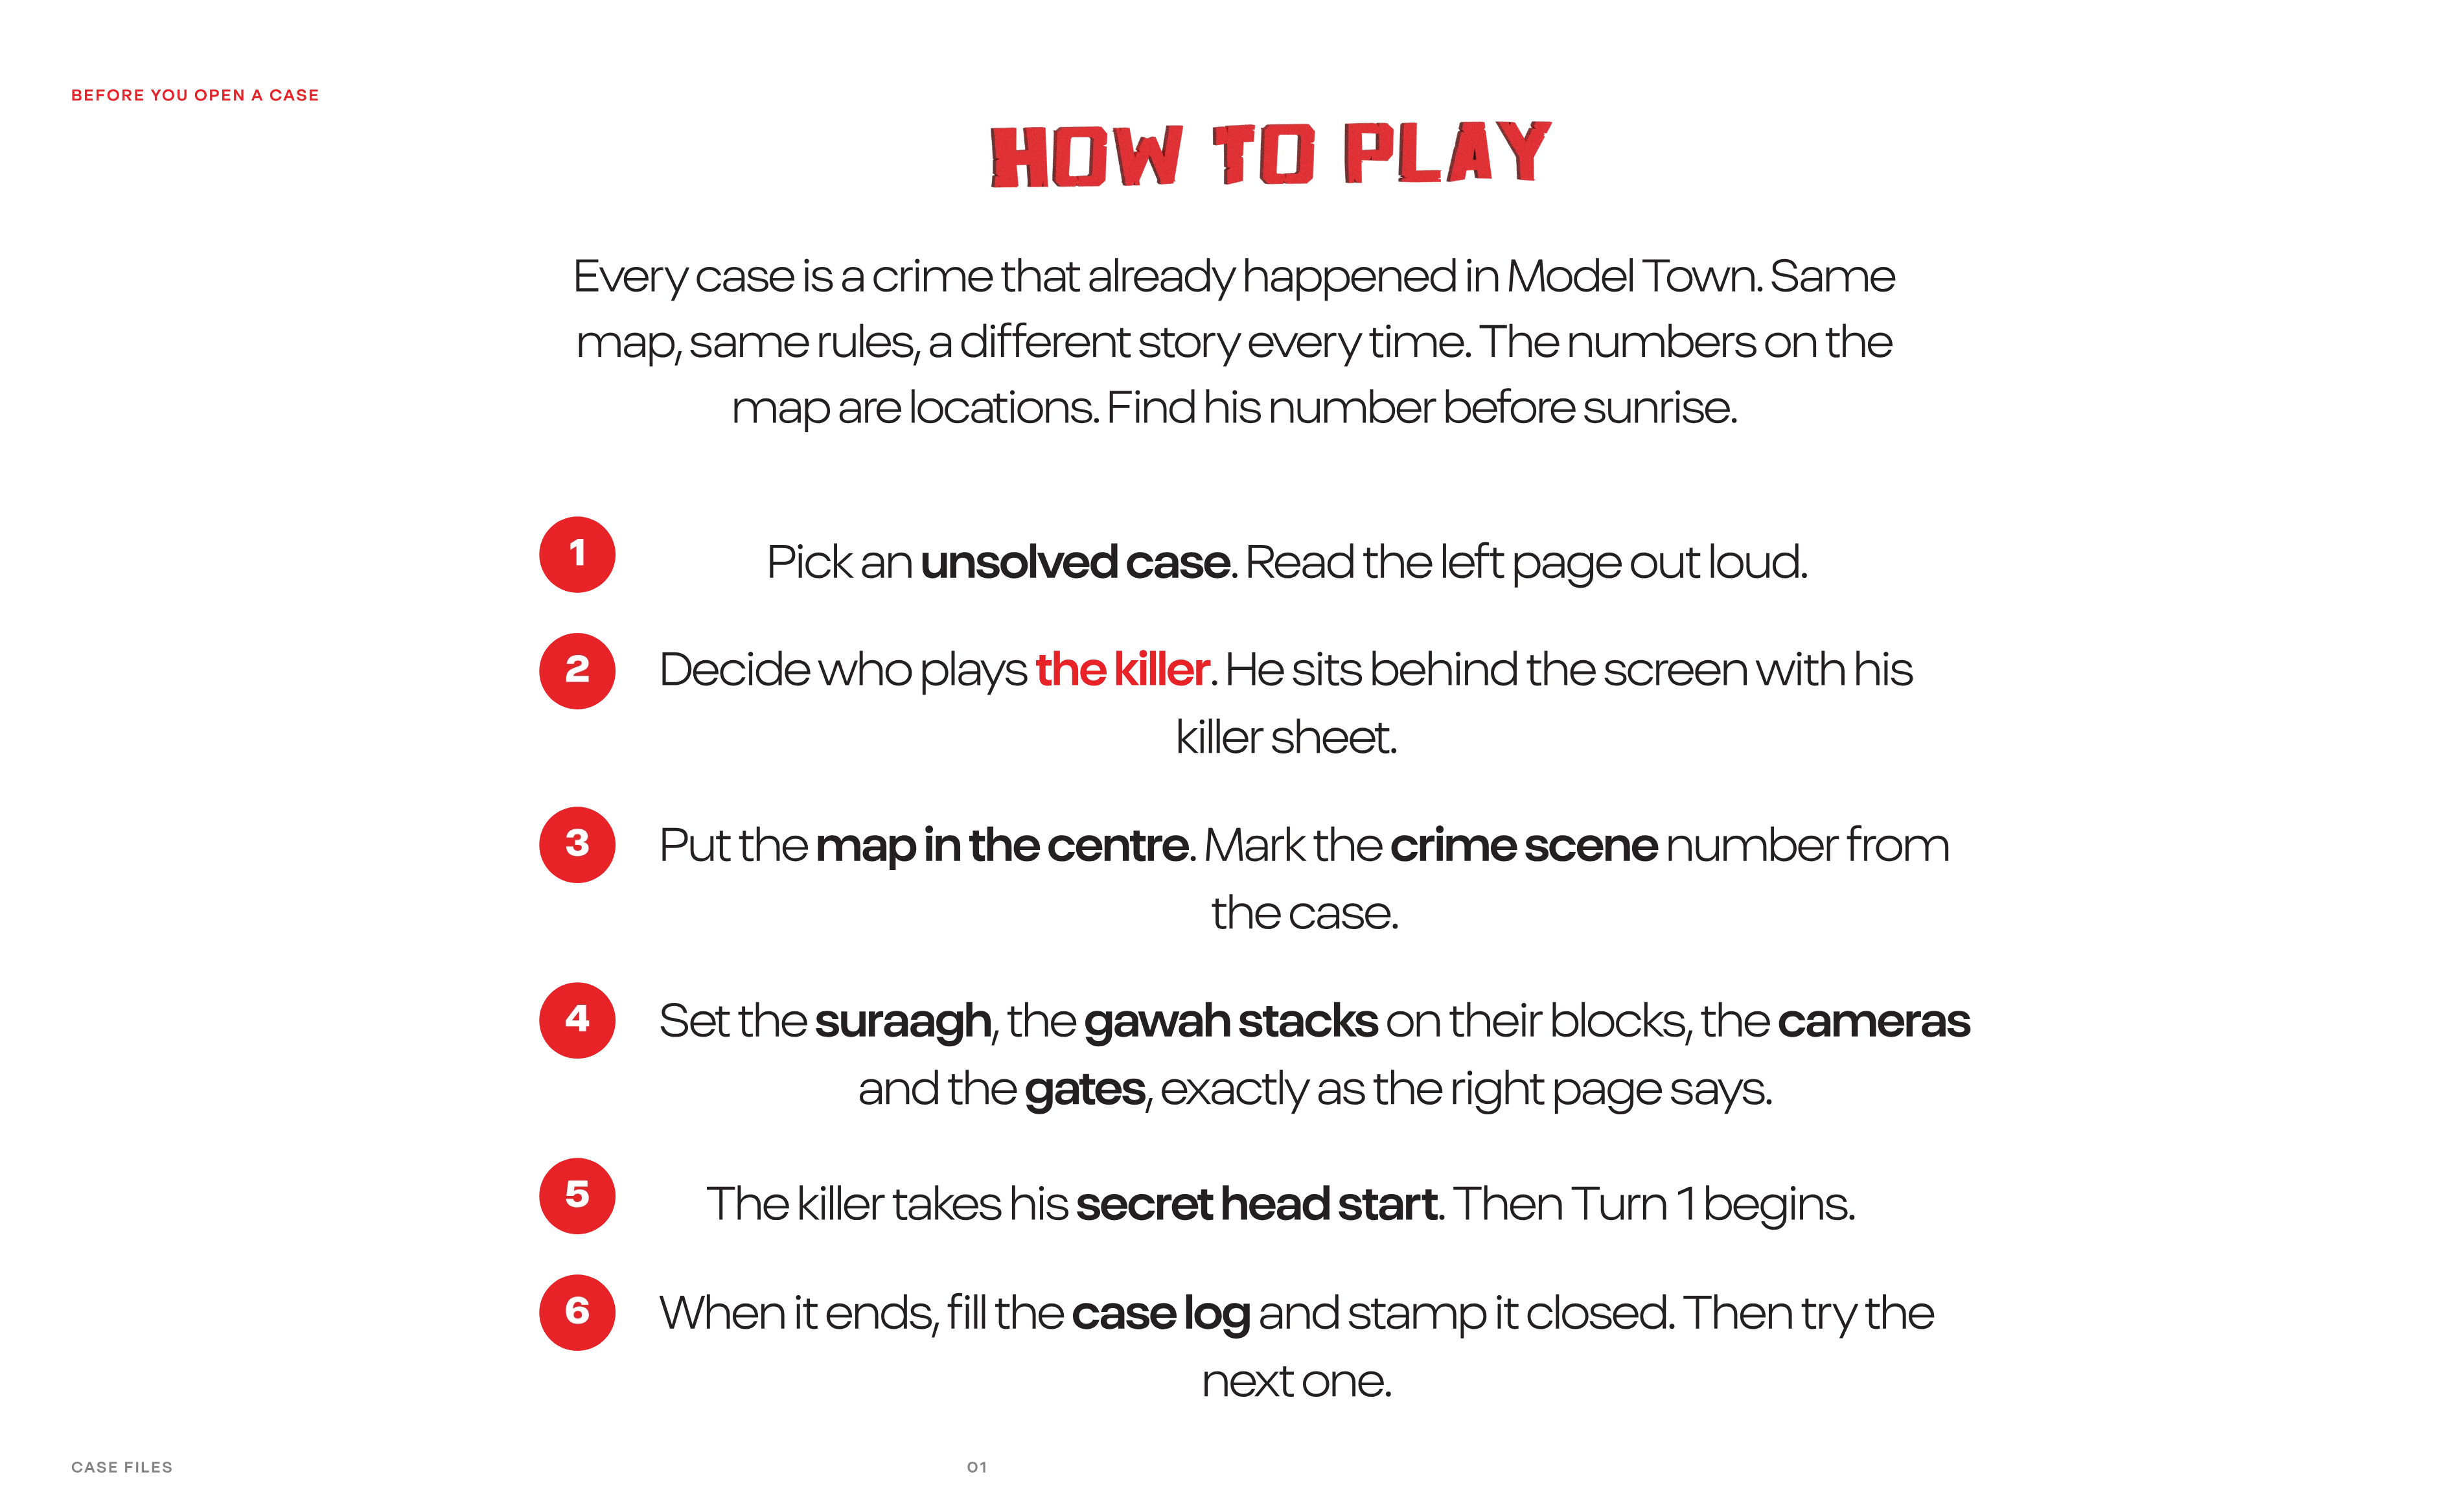 BEFORE YOU OPEN A CASE
HOW TO PLAY
Every case is a crime that already happened in Model Town. Same
map, same rules, a different story every time. The numbers on the
map are locations. Find his number before sunrise.
1 Pick an unsolved case. Read the left page out loud.
2 Decide who plays the killer. He sits behind the screen with his
killer sheet.
3 Put the map in the centre. Mark the crime scene number from
the case.
4 Set the suraagh, the gawah stacks on their blocks, the cameras
and the gates, exactly as the right page says.
5 The killer takes his secret head start. Then Turn 1 begins.
6 When it ends, fill the case log and stamp it closed. Then try the
next one.
CASE FILES
01